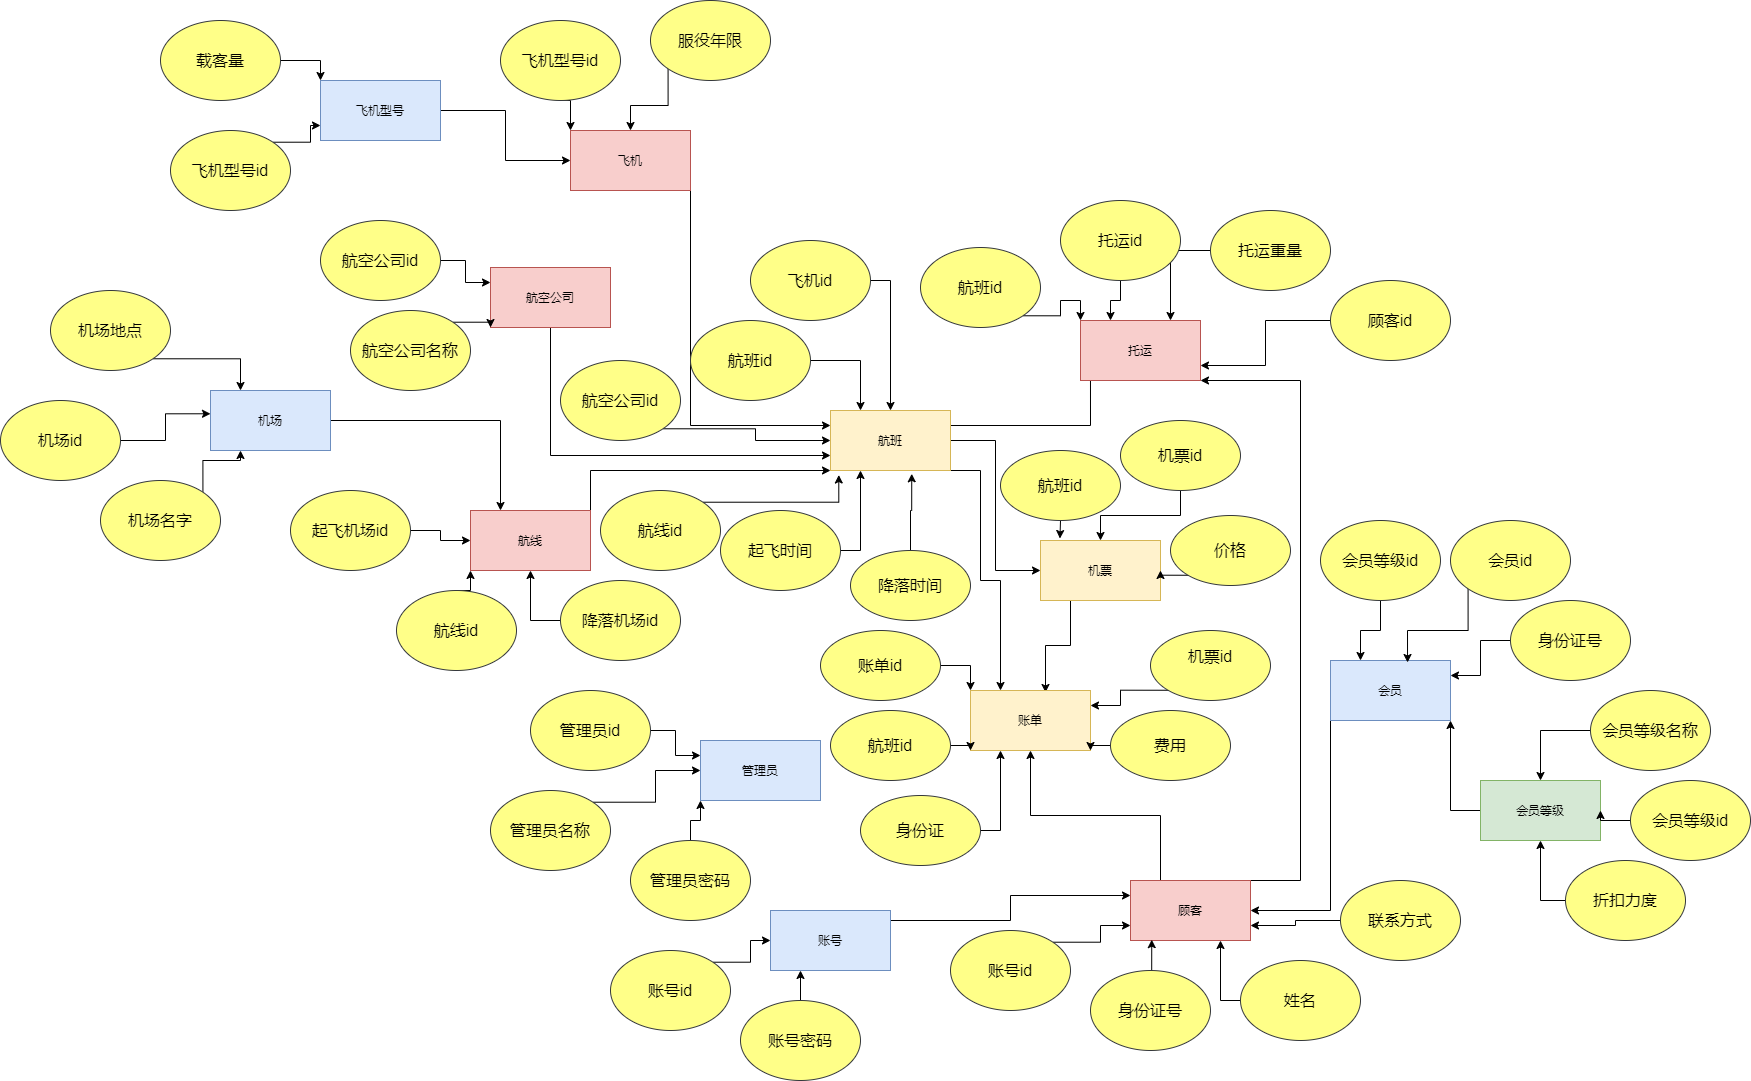 服役年限
载客量
飞机型号id
飞机型号
飞机
飞机型号id
托运id
托运重量
航空公司id
飞机id
航班id
航空公司
顾客id
机场地点
航空公司名称
航班id
托运
航空公司id
机场
航班
机场id
机票id
航班id
机场名字
起飞机场id
航线
航线id
起飞时间
价格
机票
降落时间
会员等级id
会员id
航线id
降落机场id
身份证号
账单id
机票id
会员
账单
管理员id
会员等级名称
航班id
费用
管理员
会员等级
会员等级id
管理员名称
身份证
管理员密码
折扣力度
顾客
联系方式
账号
账号id
账号id
姓名
身份证号
账号密码